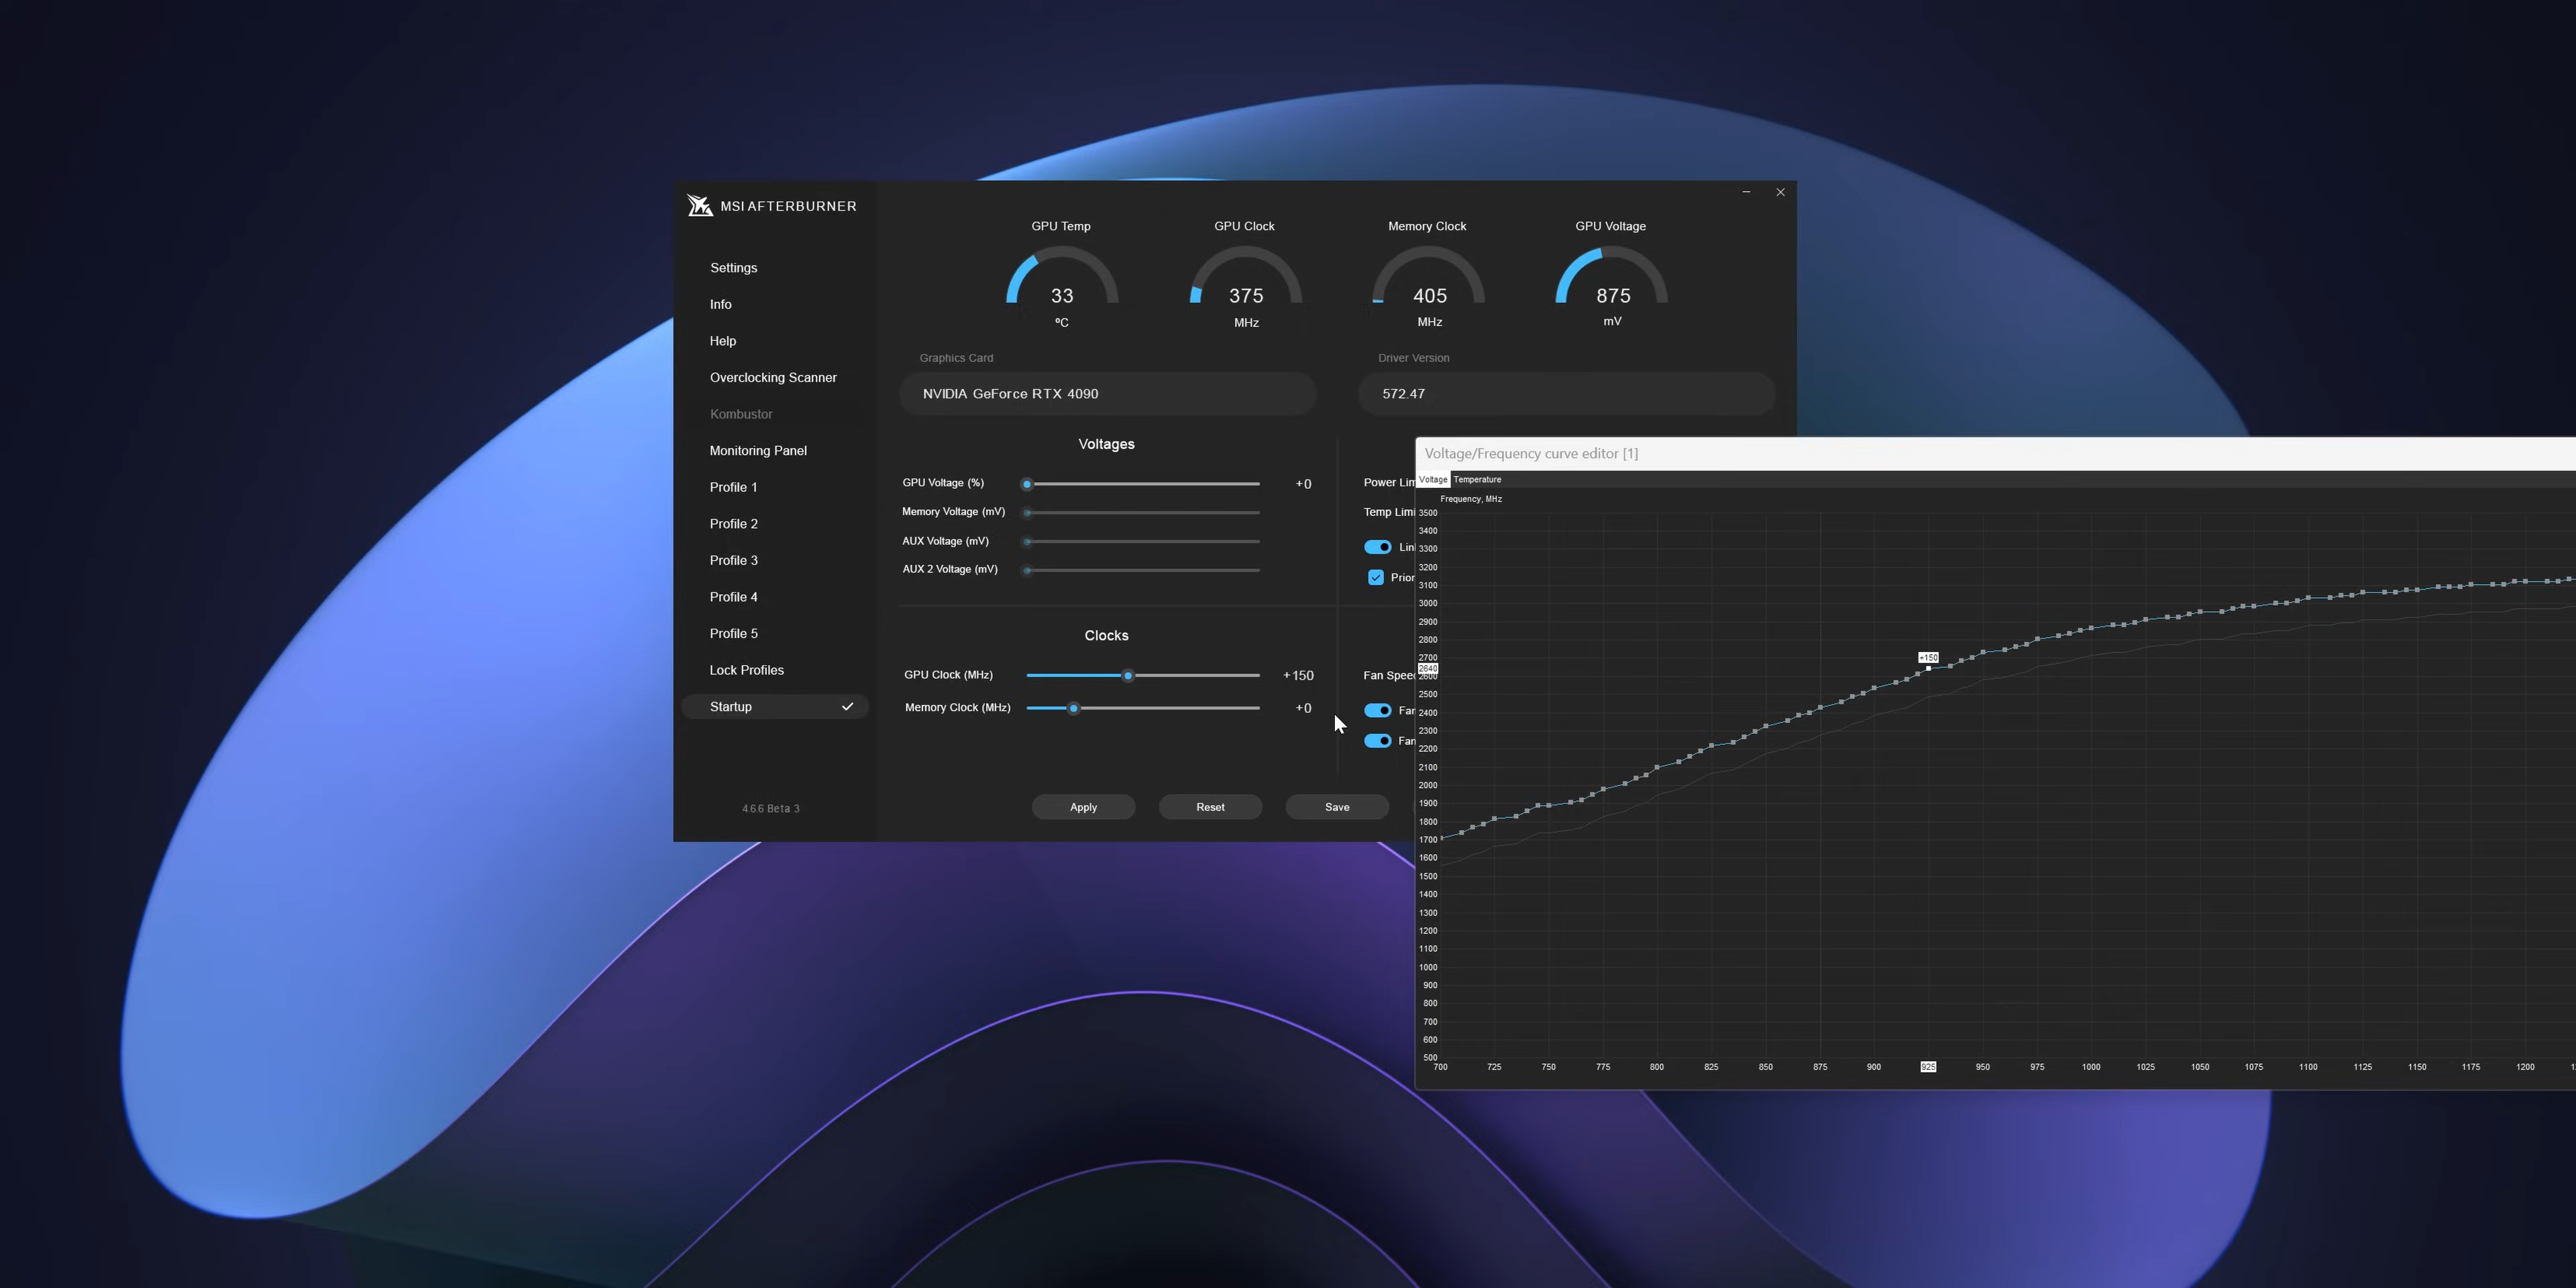 MSI AFTERBURNER
Settings
Info
Help
Overclocking Scanner
Kombustor
Monitoring Panel
Profile 1
Profile 2
Profile 3
Profile 4
Profile 5
Lock Profiles
Startup
4.6.6 Beta 3
GPU Temp GPU Clock Memory Clock GPU Voltage
33 375 405 875
ºC MHz MHz mV
Graphics Card Driver Version
NVIDIA GeForce RTX 4090 572.47
Voltages
GPU Voltage (%) +0
Memory Voltage (mV)
AUX Voltage (mV)
AUX 2 Voltage (mV)
Clocks
GPU Clock (MHz) +150
Memory Clock (MHz) +0
Apply Reset Save
Power Lim
Temp Limi
Lin
Prior
Fan Speed
Fan
Fan
Voltage/Frequency curve editor [1]
Voltage Temperature
Frequency, MHz
3500
3400
3300
3200
3100
3000
2900
2800
2700
2640
2600
2500
2400
2300
2200
2100
2000
1900
1800
1700
1600
1500
1400
1300
1200
1100
1000
900
800
700
600
500
+150
700 725 750 775 800 825 850 875 900 925 950 975 1000 1025 1050 1075 1100 1125 1150 1175 1200